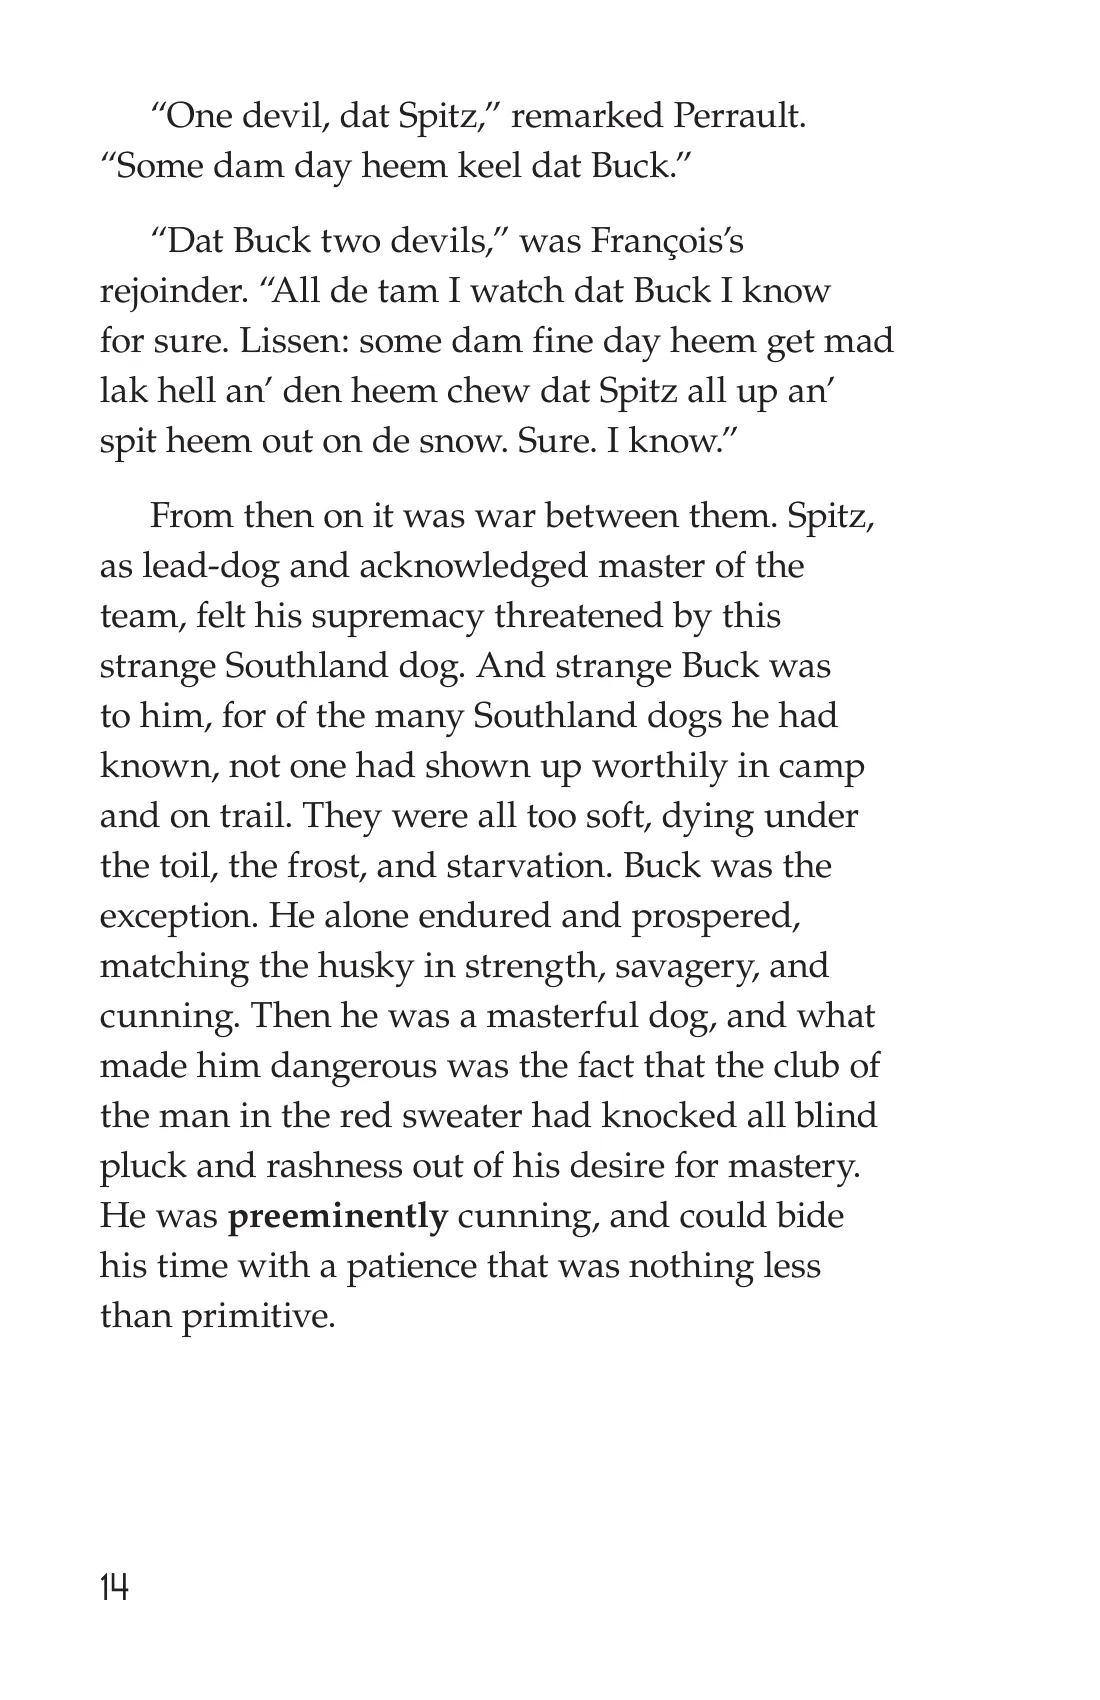 “One devil, dat Spitz,” remarked Perrault.
“Some dam day heem keel dat Buck.”
“Dat Buck two devils,” was François’s
rejoinder. “All de tam I watch dat Buck I know
for sure. Lissen: some dam fine day heem get mad
lak hell an’ den heem chew dat Spitz all up an’
spit heem out on de snow. Sure. I know.”
From then on it was war between them. Spitz,
as lead-dog and acknowledged master of the
team, felt his supremacy threatened by this
strange Southland dog. And strange Buck was
to him, for of the many Southland dogs he had
known, not one had shown up worthily in camp
and on trail. They were all too soft, dying under
the toil, the frost, and starvation. Buck was the
exception. He alone endured and prospered,
matching the husky in strength, savagery, and
cunning. Then he was a masterful dog, and what
made him dangerous was the fact that the club of
the man in the red sweater had knocked all blind
pluck and rashness out of his desire for mastery.
He was preeminently cunning, and could bide
his time with a patience that was nothing less
than primitive.
14